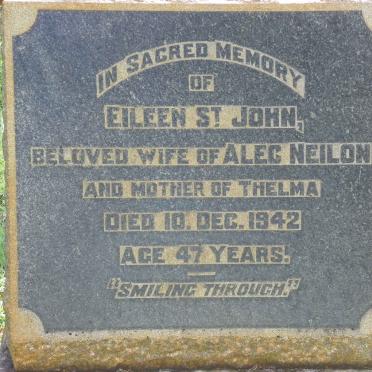 IN SACRED MEMORY
OF
EILEEN ST JOHN,
BELOVED WIFE OF ALEC NEILON
AND MOTHER OF THELMA
DIED 10. DEC. 1942
AGE 47 YEARS.
"SMILING THROUGH."